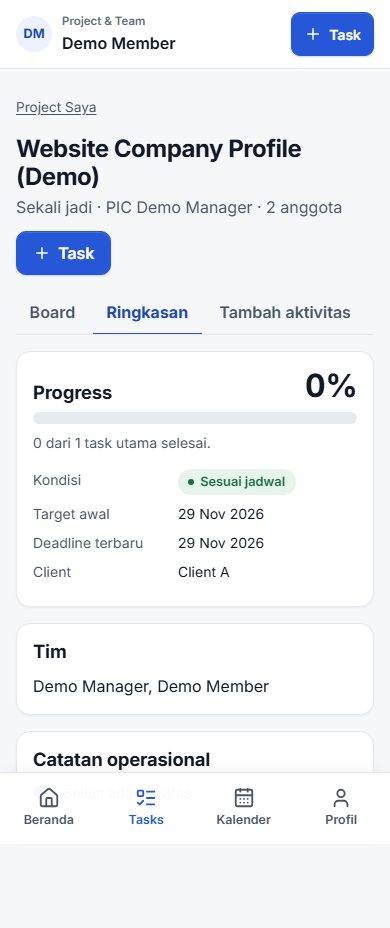 DM
Project & Team
Demo Member
+ Task
Project Saya
Website Company Profile
(Demo)
Sekali jadi · PIC Demo Manager · 2 anggota
+ Task
Board
Ringkasan
Tambah aktivitas
Progress
0%
0 dari 1 task utama selesai.
Kondisi
Sesuai jadwal
Target awal
29 Nov 2026
Deadline terbaru
29 Nov 2026
Client
Client A
Tim
Demo Manager, Demo Member
Catatan operasional
Beranda
Tasks
Kalender
Profil